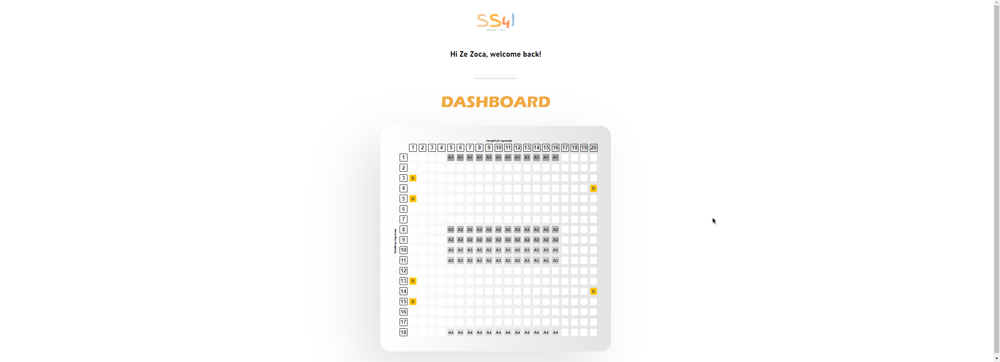 SS4I
Hi Ze Zoca, welcome back!
DASHBOARD
Length (in squares)
1 2 3 4 5 6 7 8 9 10 11 12 13 14 15 16 17 18 19 20
1 A1 A1 A1 A1 A1 A1 A1 A1 A1 A1 A1 A1
2
3 D
4 D
5 D
6
7
Width (in squares)
8 A2 A2 A2 A2 A2 A2 A2 A2 A2 A2 A2 A2
9 A2 A2 A2 A2 A2 A2 A2 A2 A2 A2 A2 A2
10 A3 A3 A3 A3 A3 A3 A3 A3 A3 A3 A3 A3
11 A3 A3 A3 A3 A3 A3 A3 A3 A3 A3 A3 A3
12
13 D
14 D
15 D
16
17
18 A4 A4 A4 A4 A4 A4 A4 A4 A4 A4 A4 A4